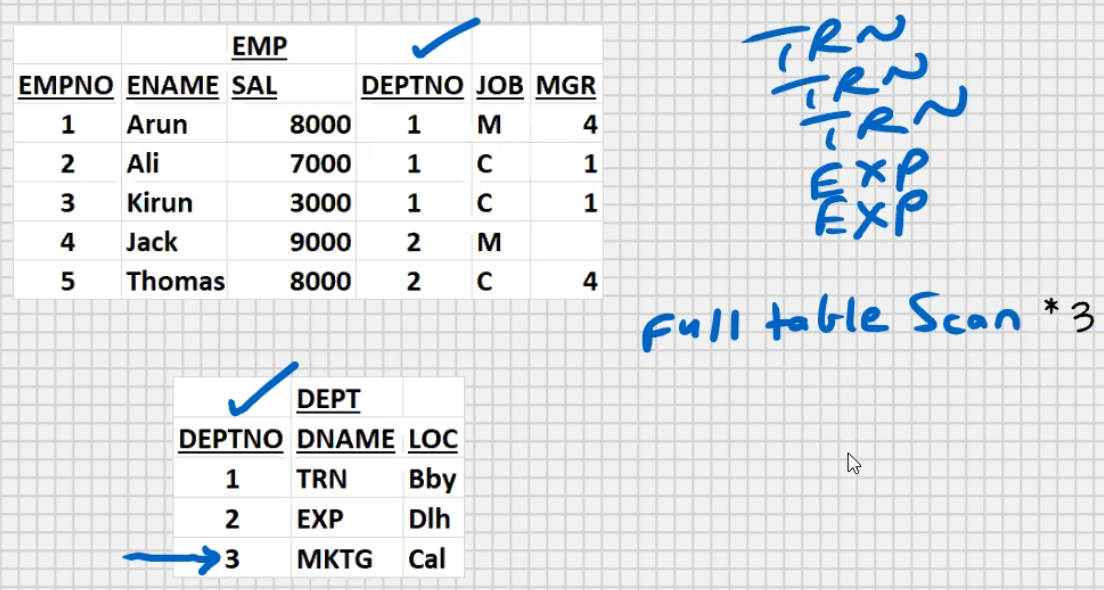 EMP
EMPNO ENAME SAL DEPTNO JOB MGR
1 Arun 8000 1 M 4
2 Ali 7000 1 C 1
3 Kirun 3000 1 C 1
4 Jack 9000 2 M
5 Thomas 8000 2 C 4
TRN
TRN
TRN
EXP
EXP
Full table Scan * 3
DEPT
DEPTNO DNAME LOC
1 TRN Bby
2 EXP Dlh
3 MKTG Cal